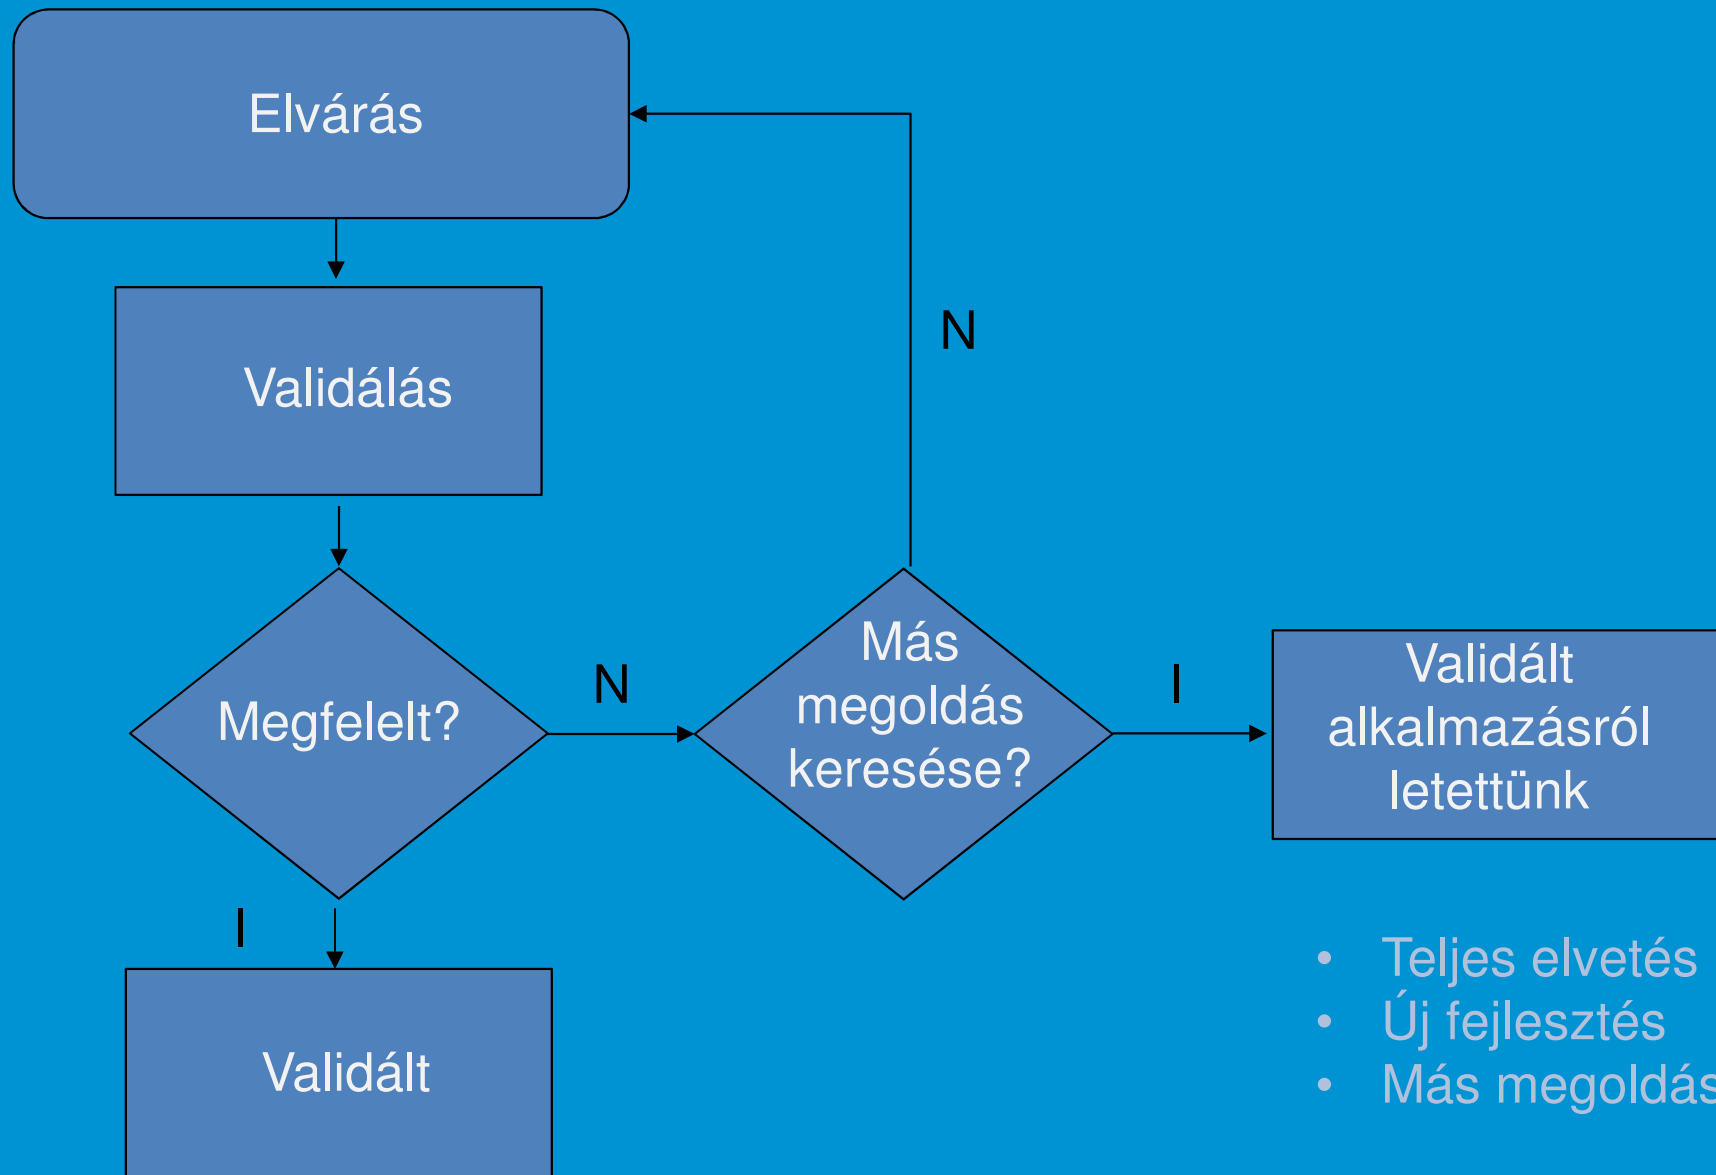 Elvárás
N
Validálás
Megfelelt?
N
Más
megoldás
keresése?
I
Validált
alkalmazásról
letettünk
I
Validált
• Teljes elvetés
• Új fejlesztés
• Más megoldás